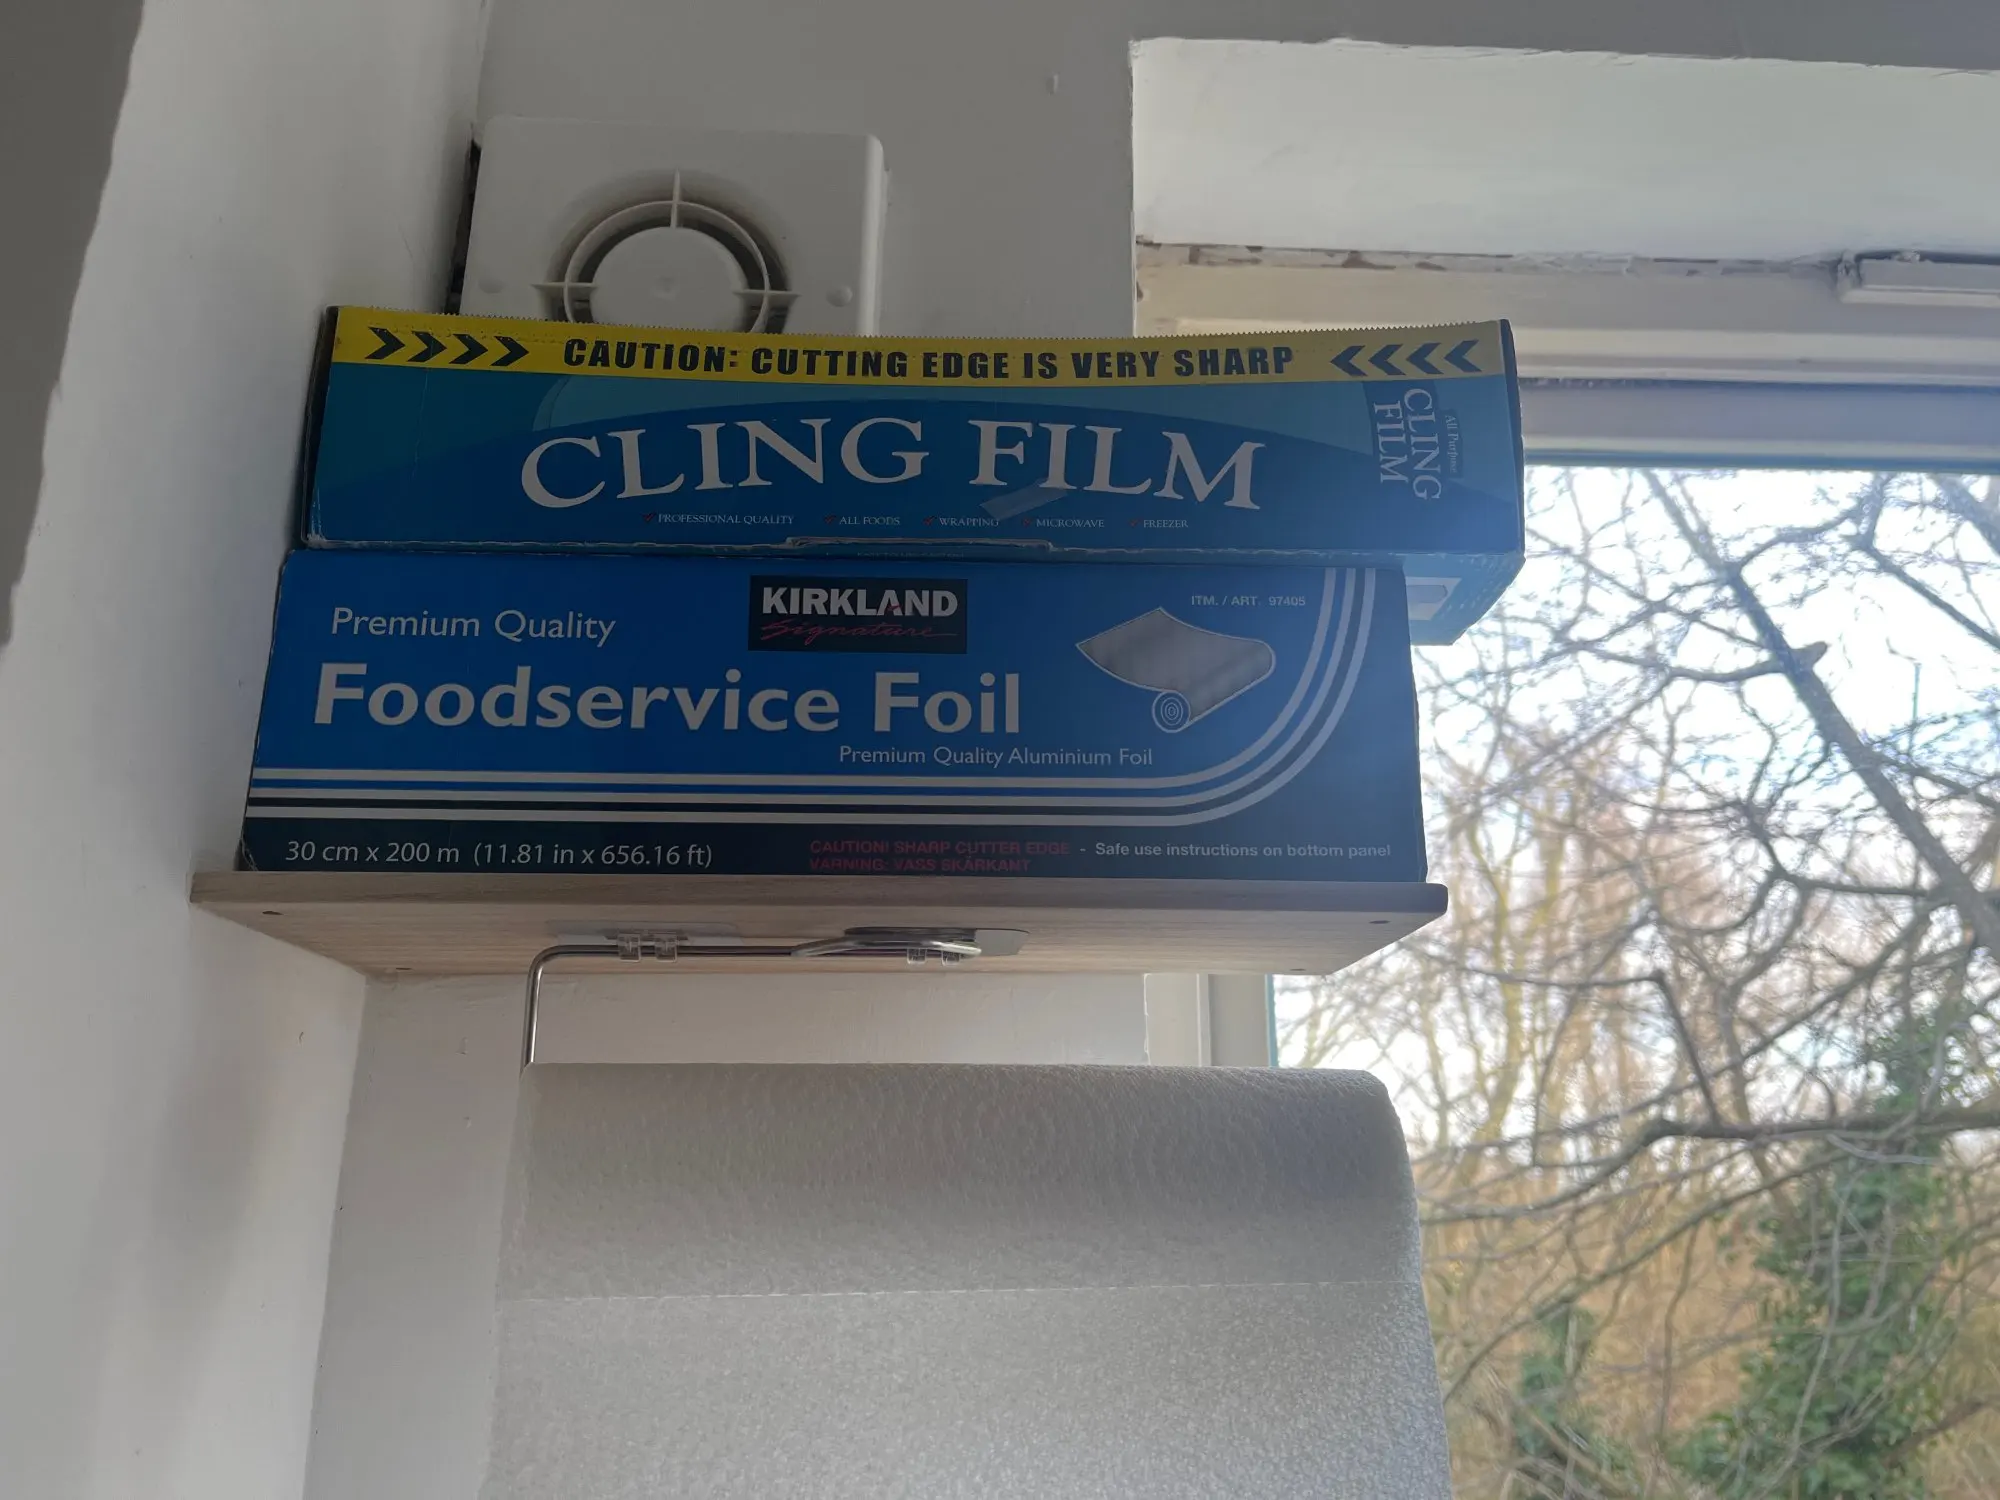 CAUTION: CUTTING EDGE IS VERY SHARP
CLING FILM
All Purpose
CLING
FILM
PROFESSIONAL QUALITY ALL FOODS WRAPPING MICROWAVE FREEZER
KIRKLAND
Signature
ITM. / ART. 97405
Premium Quality
Foodservice Foil
Premium Quality Aluminium Foil
30 cm x 200 m (11.81 in x 656.16 ft)
CAUTION! SHARP CUTTER EDGE - Safe use instructions on bottom panel
VARNING: VASS SKÄRKANT